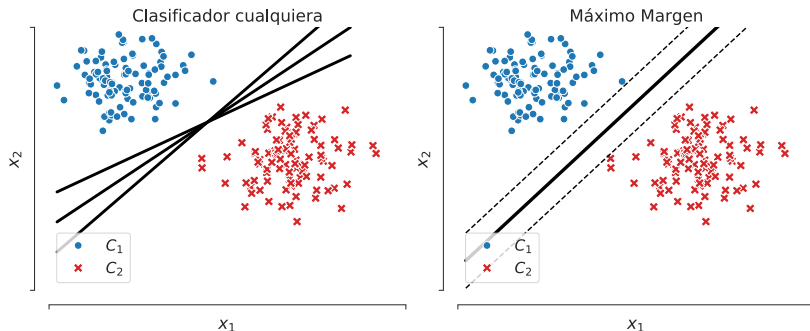 Clasificador cualquiera
x₂
C₁
C₂
x₁
Máximo Margen
x₂
C₁
C₂
x₁